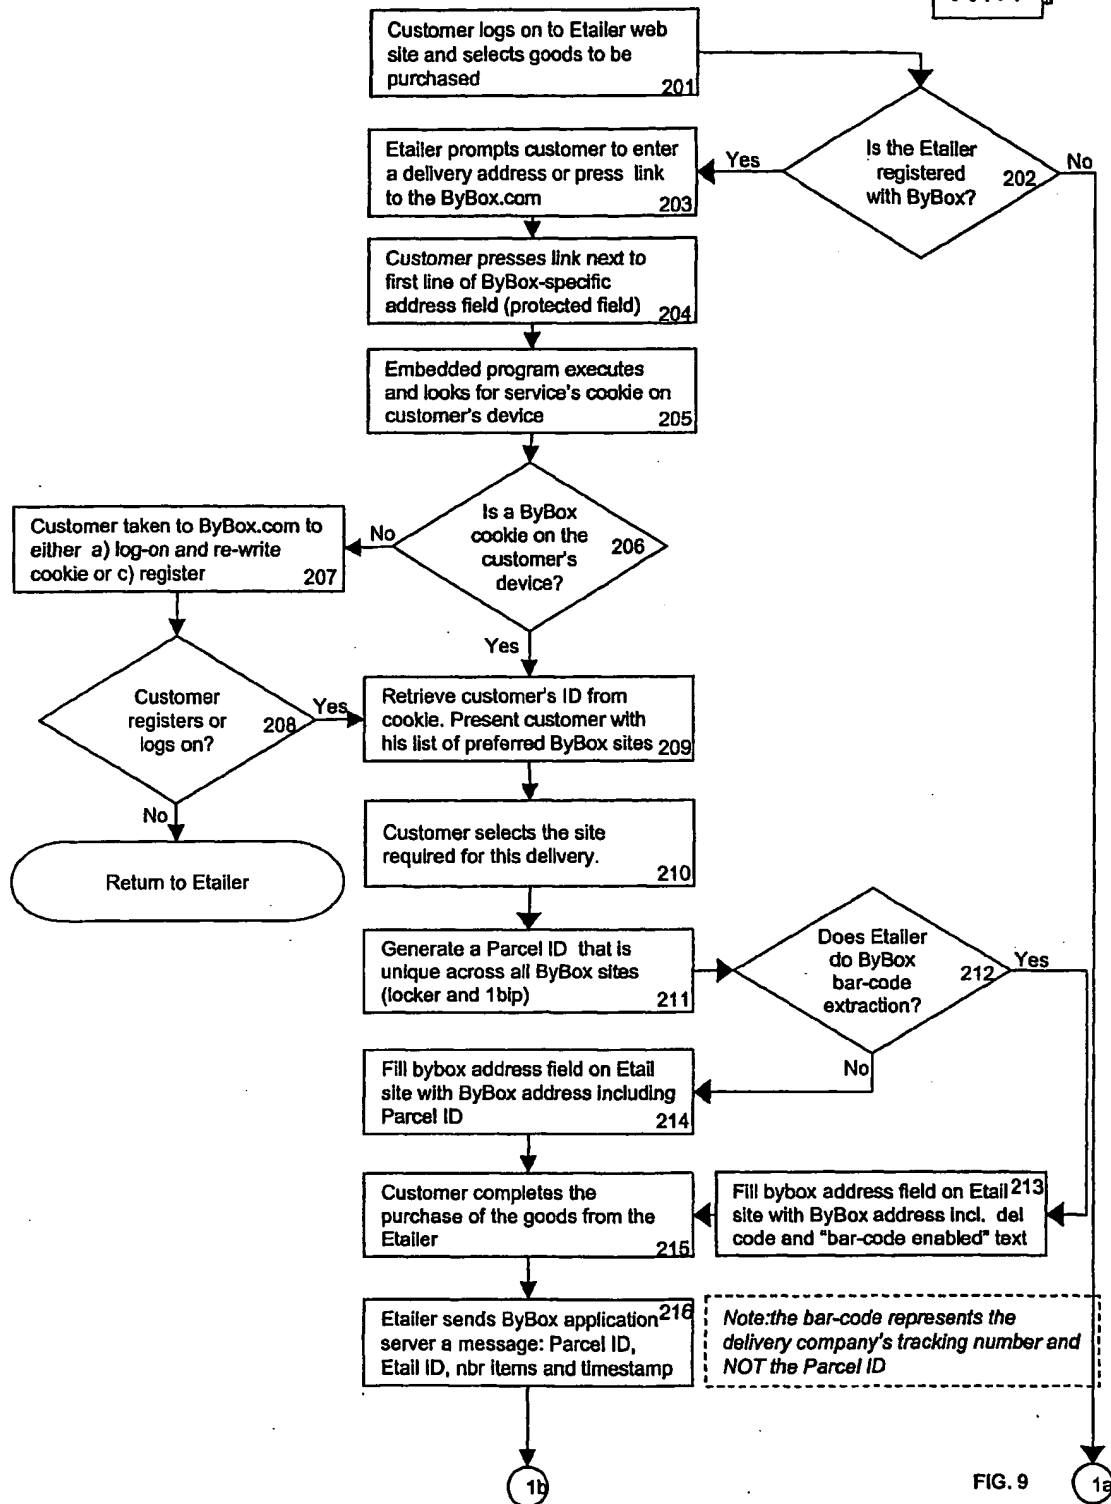 Customer logs on to Etailer web
site and selects goods to be
purchased
201
Is the Etailer
registered
with ByBox?
202
Yes
No
Etailer prompts customer to enter
a delivery address or press link
to the ByBox.com
203
Customer presses link next to
first line of ByBox-specific
address field (protected field)
204
Embedded program executes
and looks for service's cookie on
customer's device
205
Is a ByBox
cookie on the
customer's
device?
206
No
Yes
Customer taken to ByBox.com to
either a) log-on and re-write
cookie or c) register
207
Customer
registers or
logs on?
208
Yes
No
Return to Etailer
Retrieve customer's ID from
cookie. Present customer with
his list of preferred ByBox sites
209
Customer selects the site
required for this delivery.
210
Generate a Parcel ID that is
unique across all ByBox sites
(locker and 1bip)
211
Does Etailer
do ByBox
bar-code
extraction?
212
Yes
No
Fill bybox address field on Etail
site with ByBox address including
Parcel ID
214
Fill bybox address field on Etail
site with ByBox address incl. del
code and "bar-code enabled" text
213
Customer completes the
purchase of the goods from the
Etailer
215
Etailer sends ByBox application
server a message: Parcel ID,
Etail ID, nbr items and timestamp
216
Note:the bar-code represents the
delivery company's tracking number and
NOT the Parcel ID
1b
FIG. 9
1a